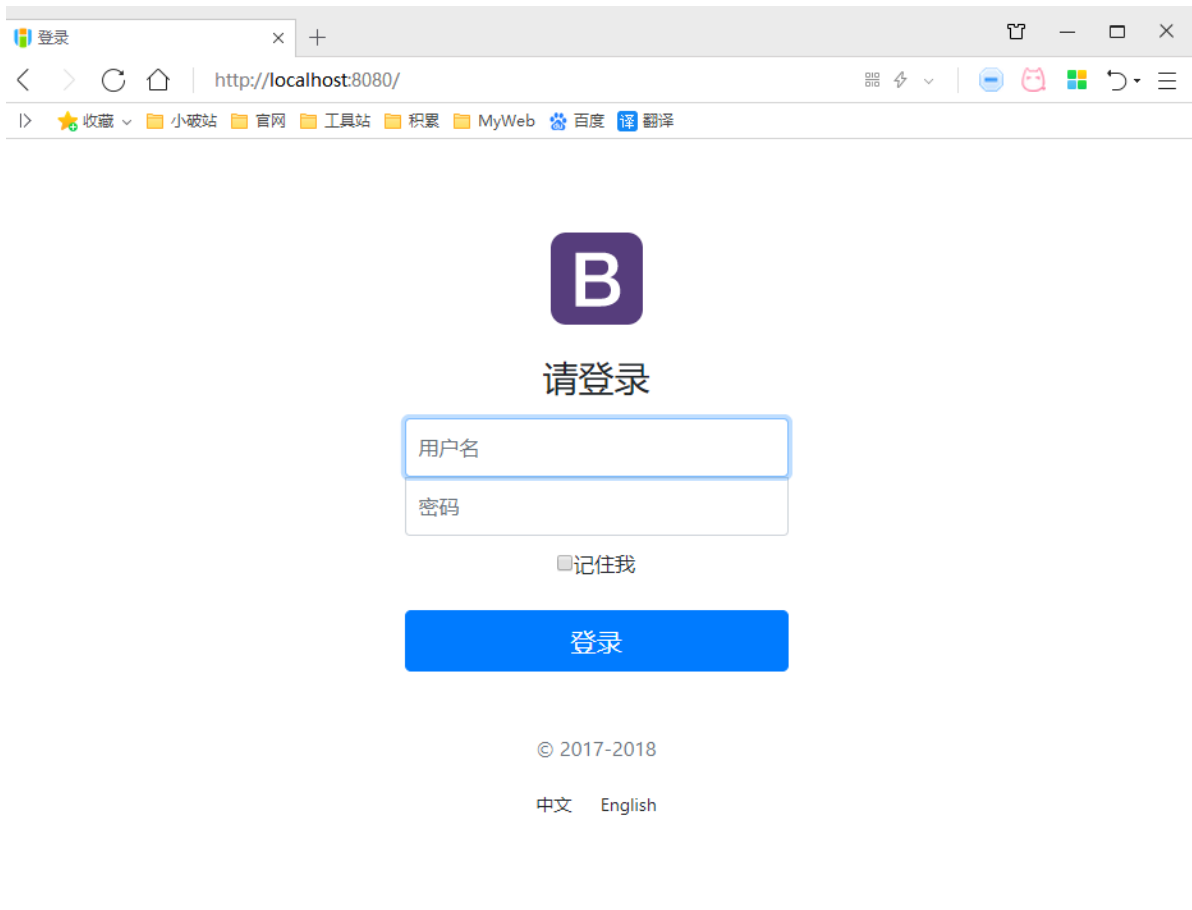 登录
http://localhost:8080/
收藏 小破站 官网 工具站 积累 MyWeb 百度 译 翻译
B
请登录
用户名
密码
记住我
登录
© 2017-2018
中文 English